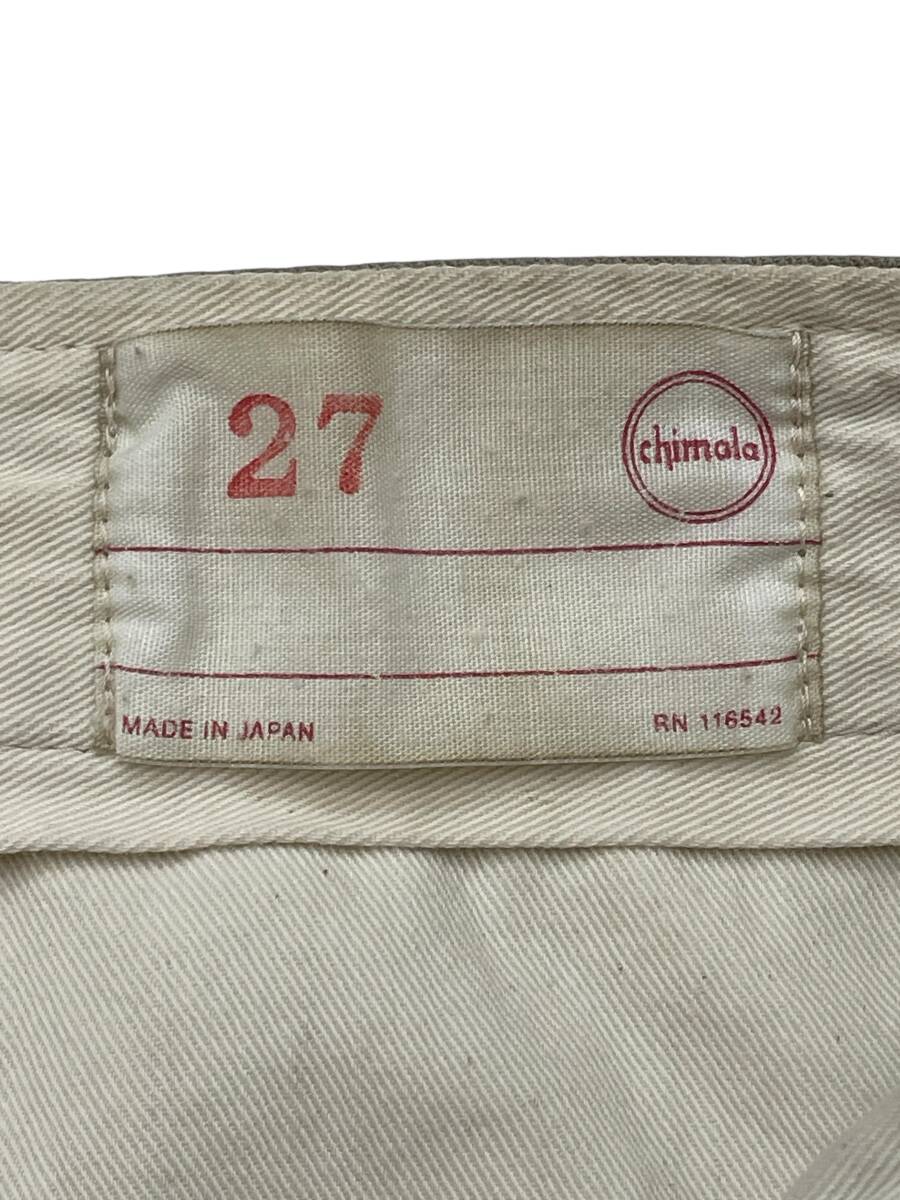 27
chimala
MADE IN JAPAN
RN 116542